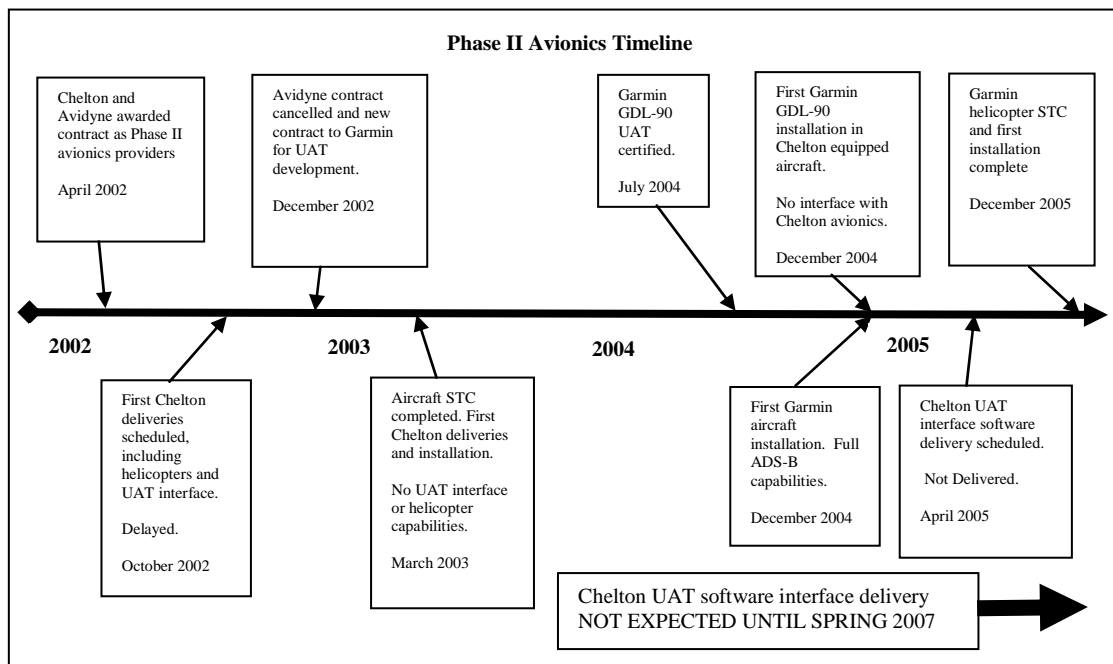 Phase II Avionics Timeline
Chelton and
Avidyne awarded
contract as Phase II
avionics providers
April 2002
Avidyne contract
cancelled and new
contract to Garmin
for UAT
development.
December 2002
Garmin
GDL-90
UAT
certified.
July 2004
First Garmin
GDL-90
installation in
Chelton equipped
aircraft.
No interface with
Chelton avionics.
December 2004
Garmin
helicopter STC
and first
installation
complete
December 2005
2002
2003
2004
2005
First Chelton
deliveries
scheduled,
including
helicopters and
UAT interface.
Delayed.
October 2002
Aircraft STC
completed. First
Chelton deliveries
and installation.
No UAT interface
or helicopter
capabilities.
March 2003
First Garmin
aircraft
installation.  Full
ADS-B
capabilities.
December 2004
Chelton UAT
interface software
delivery scheduled.
Not Delivered.
April 2005
Chelton UAT software interface delivery
NOT EXPECTED UNTIL SPRING 2007